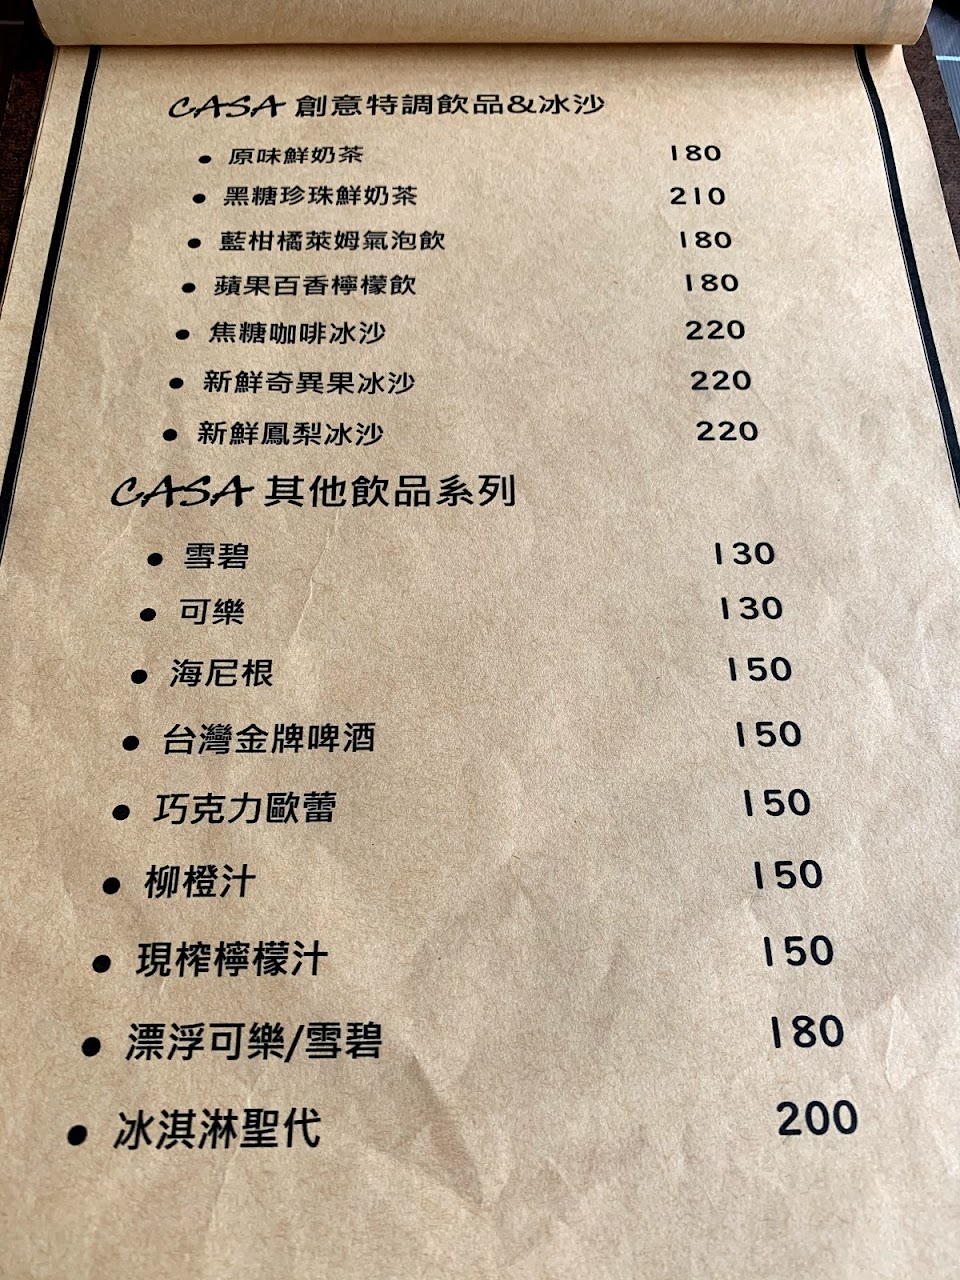 CASA 創意特調飲品&冰沙
• 原味鮮奶茶 180
• 黑糖珍珠鮮奶茶 210
• 藍柑橘萊姆氣泡飲 180
• 蘋果百香檸檬飲 180
• 焦糖咖啡冰沙 220
• 新鮮奇異果冰沙 220
• 新鮮鳳梨冰沙 220
CASA 其他飲品系列
• 雪碧 130
• 可樂 130
• 海尼根 150
• 台灣金牌啤酒 150
• 巧克力歐蕾 150
• 柳橙汁 150
• 現榨檸檬汁 150
• 漂浮可樂/雪碧 180
• 冰淇淋聖代 200